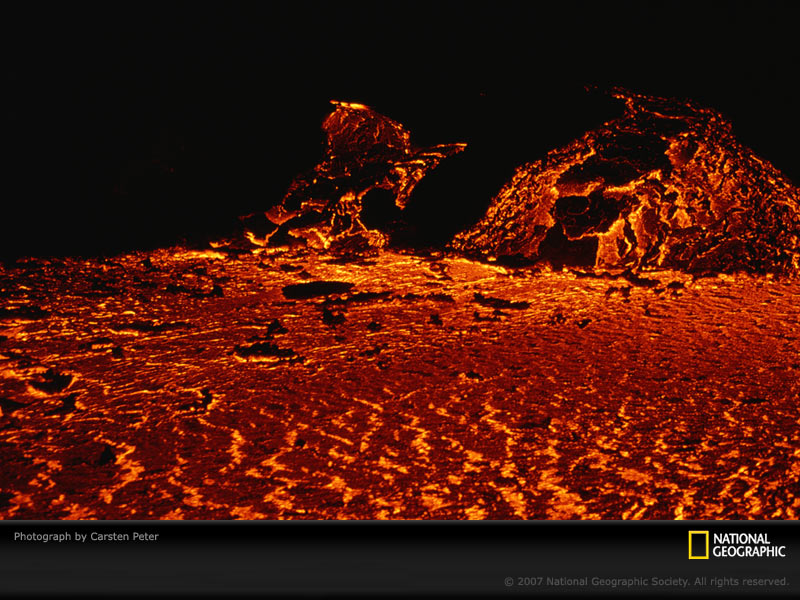 Photograph by Carsten Peter
NATIONAL
GEOGRAPHIC
© 2007 National Geographic Society. All rights reserved.